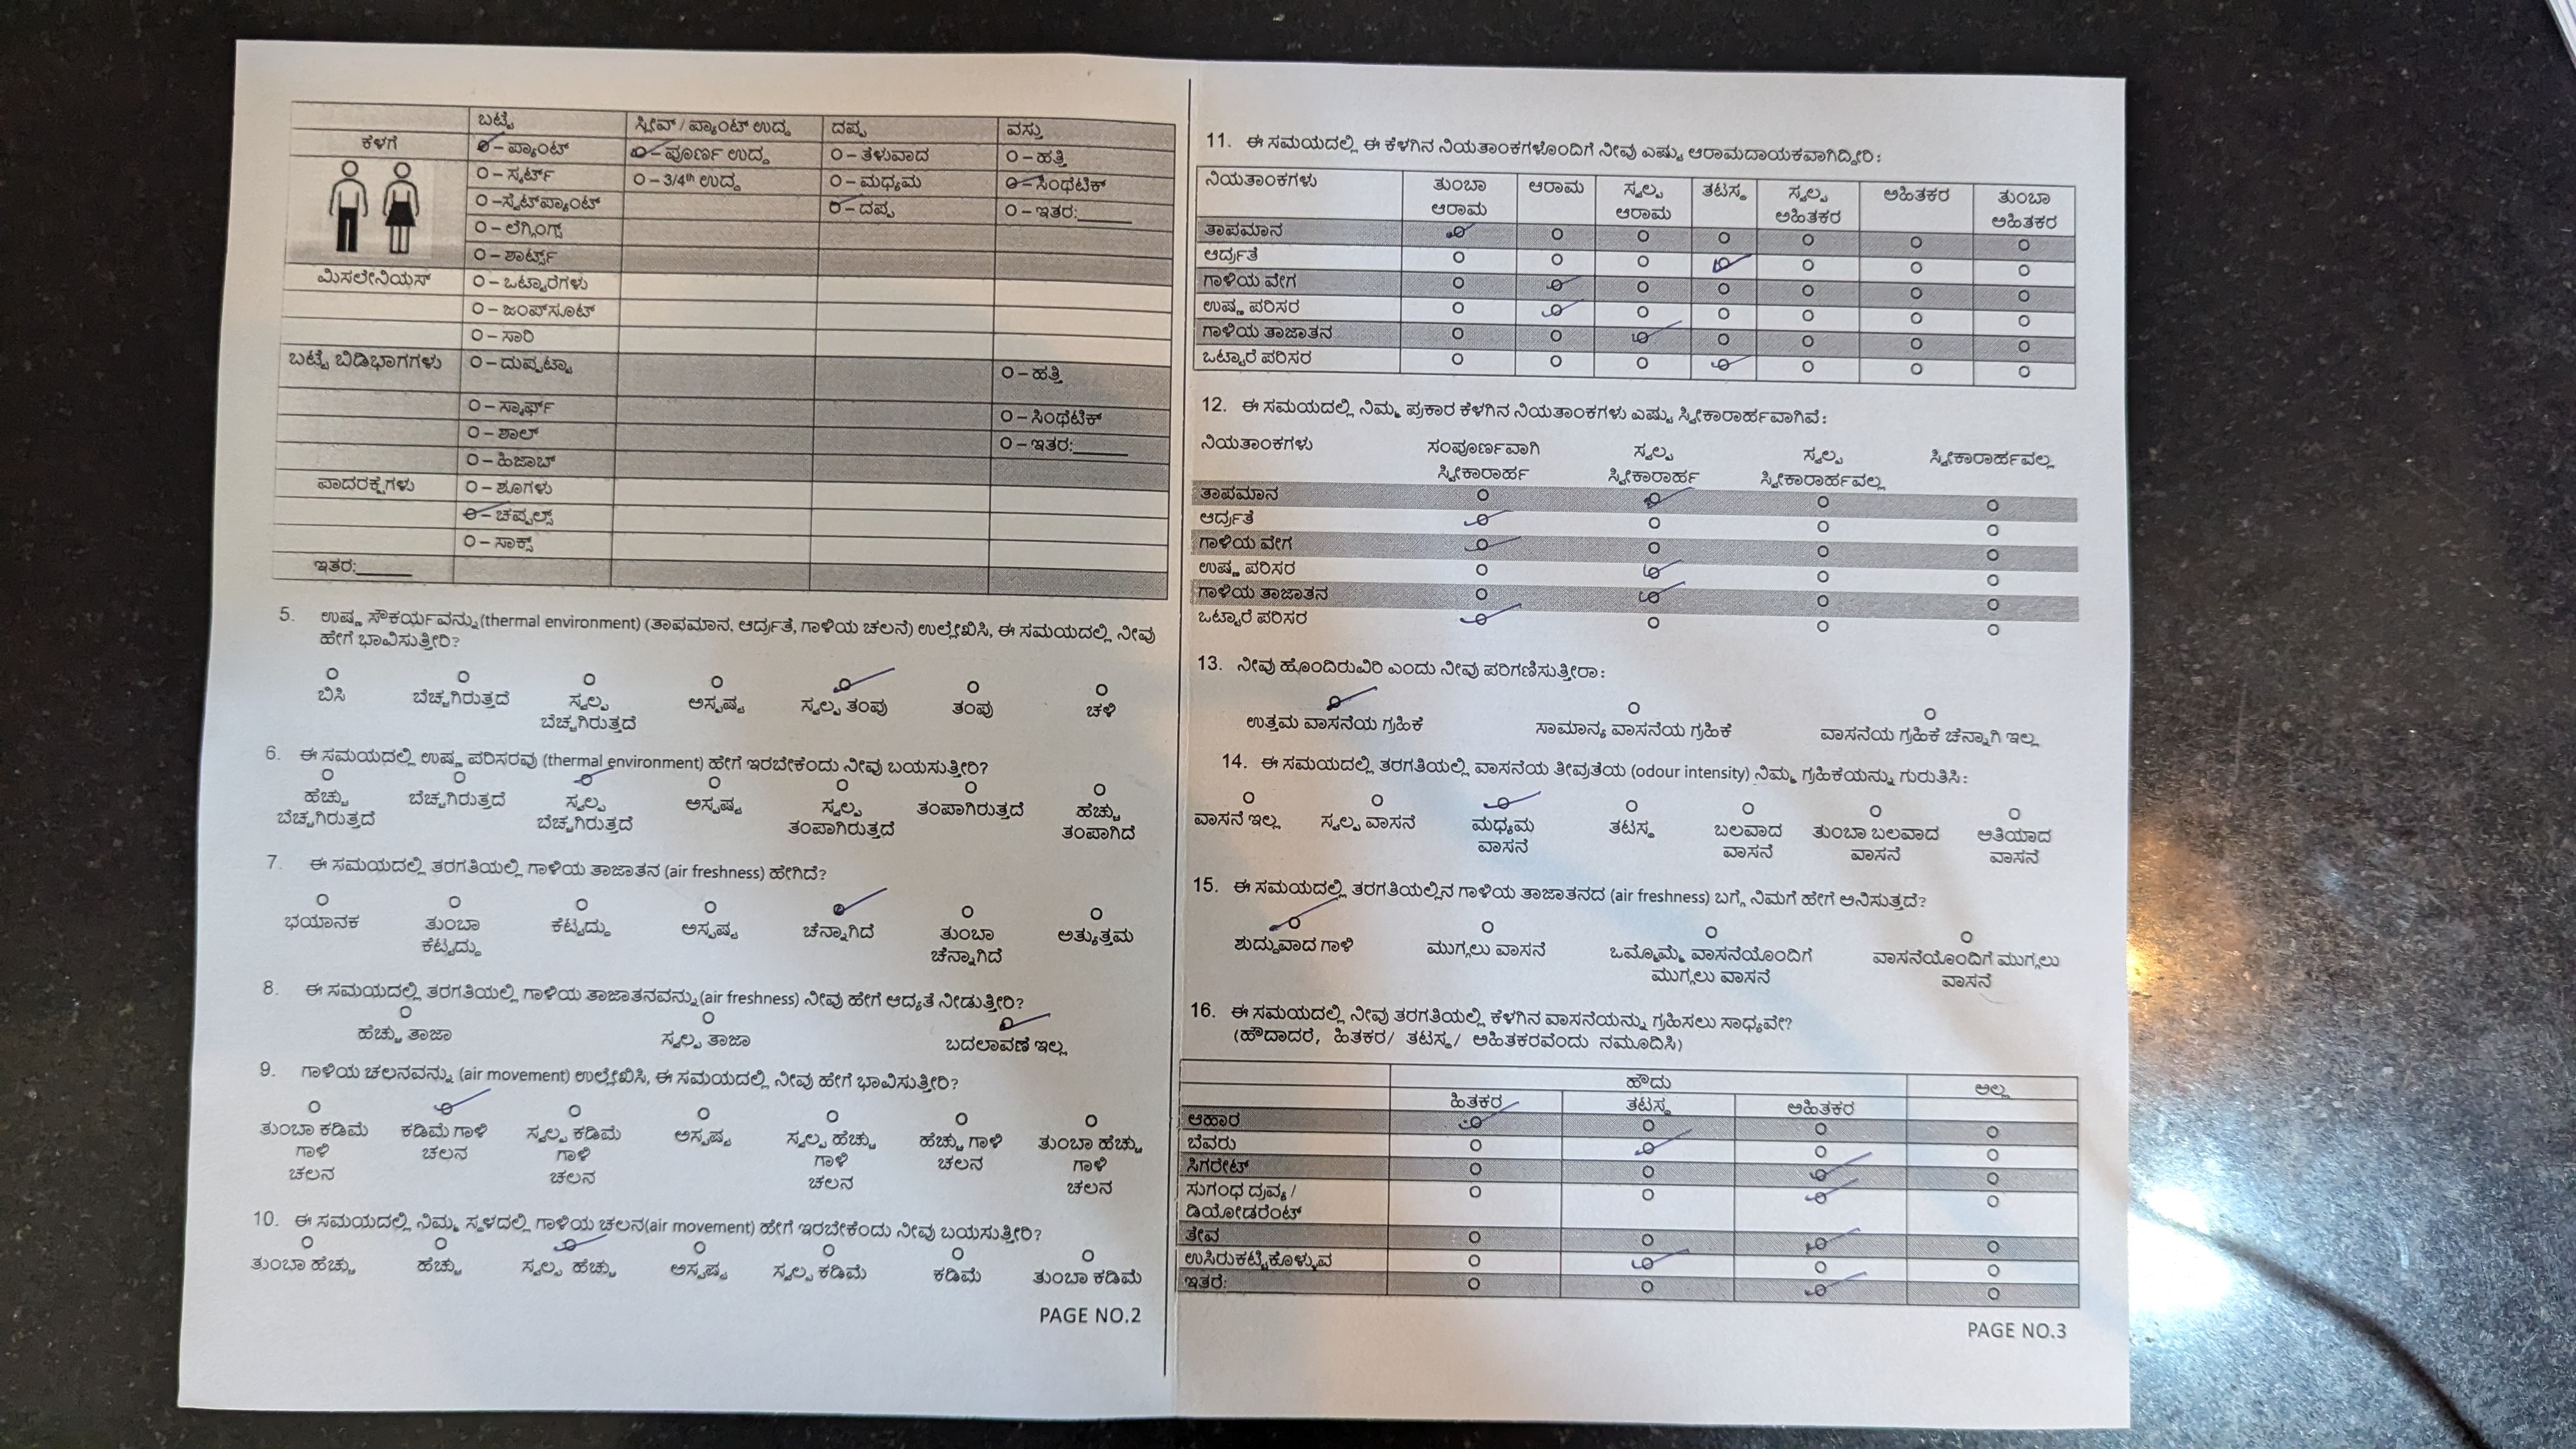 ಬಟ್ಟೆ ಸ್ಲೀವ್ / ಪ್ಯಾಂಟ್ ಉದ್ದ ದಪ್ಪ ವಸ್ತು
ಕೆಳಗೆ O – ಪ್ಯಾಂಟ್ O – ಪೂರ್ಣ ಉದ್ದ O – ತೆಳುವಾದ O – ಹತ್ತಿ
O – ಸ್ಕರ್ಟ್ O – 3/4th ಉದ್ದ O – ಮಧ್ಯಮ O – ಸಿಂಥೆಟಿಕ್
O –ಸ್ವೆಟ್‌ಪ್ಯಾಂಟ್ O – ದಪ್ಪ O – ಇತರ:______
O – ಲೆಗ್ಗಿಂಗ್ಸ್
O – ಶಾರ್ಟ್ಸ್
ಮಿಸಲೇನಿಯಸ್ O – ಒಟ್ಟಾರೆಗಳು
O – ಜಂಪ್‌ಸೂಟ್
O – ಸಾರಿ
ಬಟ್ಟೆ ಬಿಡಿಭಾಗಗಳು O – ದುಪ್ಪಟ್ಟಾ O – ಹತ್ತಿ
O – ಸ್ಕಾರ್ಫ್ O – ಸಿಂಥೆಟಿಕ್
O – ಶಾಲ್ O – ಇತರ:______
O – ಹಿಜಾಬ್
ಪಾದರಕ್ಷೆಗಳು O – ಶೂಗಳು
O – ಚಪ್ಪಲ್ಸ್
O – ಸಾಕ್ಸ್
ಇತರ:______
5. ಉಷ್ಣ ಸೌಕರ್ಯವನ್ನು (thermal environment) (ತಾಪಮಾನ, ಆರ್ದ್ರತೆ, ಗಾಳಿಯ ಚಲನೆ) ಉಲ್ಲೇಖಿಸಿ, ಈ ಸಮಯದಲ್ಲಿ ನೀವು
ಹೇಗೆ ಭಾವಿಸುತ್ತೀರಿ?
ಬಿಸಿ ಬೆಚ್ಚಗಿರುತ್ತದೆ ಸ್ವಲ್ಪ ಅಸ್ಪಷ್ಟ ಸ್ವಲ್ಪ ತಂಪು ತಂಪು ಚಳಿ
ಬೆಚ್ಚಗಿರುತ್ತದೆ
6. ಈ ಸಮಯದಲ್ಲಿ ಉಷ್ಣ ಪರಿಸರವು (thermal environment) ಹೇಗೆ ಇರಬೇಕೆಂದು ನೀವು ಬಯಸುತ್ತೀರಿ?
ಹೆಚ್ಚು ಬೆಚ್ಚಗಿರುತ್ತದೆ ಸ್ವಲ್ಪ ಅಸ್ಪಷ್ಟ ಸ್ವಲ್ಪ ತಂಪಾಗಿರುತ್ತದೆ ಹೆಚ್ಚು
ಬೆಚ್ಚಗಿರುತ್ತದೆ ಬೆಚ್ಚಗಿರುತ್ತದೆ ತಂಪಾಗಿರುತ್ತದೆ ತಂಪಾಗಿದೆ
7. ಈ ಸಮಯದಲ್ಲಿ ತರಗತಿಯಲ್ಲಿ ಗಾಳಿಯ ತಾಜಾತನ (air freshness) ಹೇಗಿದೆ?
ಭಯಾನಕ ತುಂಬಾ ಕೆಟ್ಟದ್ದು ಅಸ್ಪಷ್ಟ ಚೆನ್ನಾಗಿದೆ ತುಂಬಾ ಅತ್ಯುತ್ತಮ
ಕೆಟ್ಟದ್ದು ಚೆನ್ನಾಗಿದೆ
8. ಈ ಸಮಯದಲ್ಲಿ ತರಗತಿಯಲ್ಲಿ ಗಾಳಿಯ ತಾಜಾತನವನ್ನು (air freshness) ನೀವು ಹೇಗೆ ಆದ್ಯತೆ ನೀಡುತ್ತೀರಿ?
ಹೆಚ್ಚು ತಾಜಾ ಸ್ವಲ್ಪ ತಾಜಾ ಬದಲಾವಣೆ ಇಲ್ಲ
9. ಗಾಳಿಯ ಚಲನವನ್ನು (air movement) ಉಲ್ಲೇಖಿಸಿ, ಈ ಸಮಯದಲ್ಲಿ ನೀವು ಹೇಗೆ ಭಾವಿಸುತ್ತೀರಿ?
ತುಂಬಾ ಕಡಿಮೆ ಕಡಿಮೆ ಗಾಳಿ ಸ್ವಲ್ಪ ಕಡಿಮೆ ಅಸ್ಪಷ್ಟ ಸ್ವಲ್ಪ ಹೆಚ್ಚು ಹೆಚ್ಚು ಗಾಳಿ ತುಂಬಾ ಹೆಚ್ಚು
ಗಾಳಿ ಚಲನ ಗಾಳಿ ಗಾಳಿ ಚಲನ ಗಾಳಿ
ಚಲನ ಚಲನ ಚಲನ ಚಲನ
10. ಈ ಸಮಯದಲ್ಲಿ ನಿಮ್ಮ ಸ್ಥಳದಲ್ಲಿ ಗಾಳಿಯ ಚಲನ(air movement) ಹೇಗೆ ಇರಬೇಕೆಂದು ನೀವು ಬಯಸುತ್ತೀರಿ?
ತುಂಬಾ ಹೆಚ್ಚು ಹೆಚ್ಚು ಸ್ವಲ್ಪ ಹೆಚ್ಚು ಅಸ್ಪಷ್ಟ ಸ್ವಲ್ಪ ಕಡಿಮೆ ಕಡಿಮೆ ತುಂಬಾ ಕಡಿಮೆ
PAGE NO.2
11. ಈ ಸಮಯದಲ್ಲಿ ಈ ಕೆಳಗಿನ ನಿಯತಾಂಕಗಳೊಂದಿಗೆ ನೀವು ಎಷ್ಟು ಆರಾಮದಾಯಕವಾಗಿದ್ದೀರಿ:
ನಿಯತಾಂಕಗಳು ತುಂಬಾ ಆರಾಮ ಸ್ವಲ್ಪ ತಟಸ್ಥ ಸ್ವಲ್ಪ ಅಹಿತಕರ ತುಂಬಾ
ಆರಾಮ ಆರಾಮ ಅಹಿತಕರ ಅಹಿತಕರ
ತಾಪಮಾನ
ಆರ್ದ್ರತೆ
ಗಾಳಿಯ ವೇಗ
ಉಷ್ಣ ಪರಿಸರ
ಗಾಳಿಯ ತಾಜಾತನ
ಒಟ್ಟಾರೆ ಪರಿಸರ
12. ಈ ಸಮಯದಲ್ಲಿ ನಿಮ್ಮ ಪ್ರಕಾರ ಕೆಳಗಿನ ನಿಯತಾಂಕಗಳು ಎಷ್ಟು ಸ್ವೀಕಾರಾರ್ಹವಾಗಿವೆ:
ನಿಯತಾಂಕಗಳು ಸಂಪೂರ್ಣವಾಗಿ ಸ್ವಲ್ಪ ಸ್ವಲ್ಪ ಸ್ವೀಕಾರಾರ್ಹವಲ್ಲ
ಸ್ವೀಕಾರಾರ್ಹ ಸ್ವೀಕಾರಾರ್ಹ ಸ್ವೀಕಾರಾರ್ಹವಲ್ಲ
ತಾಪಮಾನ
ಆರ್ದ್ರತೆ
ಗಾಳಿಯ ವೇಗ
ಉಷ್ಣ ಪರಿಸರ
ಗಾಳಿಯ ತಾಜಾತನ
ಒಟ್ಟಾರೆ ಪರಿಸರ
13. ನೀವು ಹೊಂದಿರುವಿರಿ ಎಂದು ನೀವು ಪರಿಗಣಿಸುತ್ತೀರಾ:
ಉತ್ತಮ ವಾಸನೆಯ ಗ್ರಹಿಕೆ ಸಾಮಾನ್ಯ ವಾಸನೆಯ ಗ್ರಹಿಕೆ ವಾಸನೆಯ ಗ್ರಹಿಕೆ ಚೆನ್ನಾಗಿ ಇಲ್ಲ
14. ಈ ಸಮಯದಲ್ಲಿ ತರಗತಿಯಲ್ಲಿ ವಾಸನೆಯ ತೀವ್ರತೆಯ (odour intensity) ನಿಮ್ಮ ಗ್ರಹಿಕೆಯನ್ನು ಗುರುತಿಸಿ:
ವಾಸನೆ ಇಲ್ಲ ಸ್ವಲ್ಪ ವಾಸನೆ ಮಧ್ಯಮ ತಟಸ್ಥ ಬಲವಾದ ತುಂಬಾ ಬಲವಾದ ಅತಿಯಾದ
ವಾಸನೆ ವಾಸನೆ ವಾಸನೆ ವಾಸನೆ
15. ಈ ಸಮಯದಲ್ಲಿ ತರಗತಿಯಲ್ಲಿನ ಗಾಳಿಯ ತಾಜಾತನದ (air freshness) ಬಗ್ಗೆ ನಿಮಗೆ ಹೇಗೆ ಅನಿಸುತ್ತದೆ?
ಶುದ್ಧವಾದ ಗಾಳಿ ಮುಗ್ಗಲು ವಾಸನೆ ಒಮ್ಮೊಮ್ಮೆ ವಾಸನೆಯೊಂದಿಗೆ ವಾಸನೆಯೊಂದಿಗೆ ಮುಗ್ಗಲು
ಮುಗ್ಗಲು ವಾಸನೆ ವಾಸನೆ
16. ಈ ಸಮಯದಲ್ಲಿ ನೀವು ತರಗತಿಯಲ್ಲಿ ಕೆಳಗಿನ ವಾಸನೆಯನ್ನು ಗ್ರಹಿಸಲು ಸಾಧ್ಯವೇ?
(ಹೌದಾದರೆ, ಹಿತಕರ/ ತಟಸ್ಥ/ ಅಹಿತಕರವೆಂದು ನಮೂದಿಸಿ)
ಹೌದು ಅಲ್ಲ
ಹಿತಕರ ತಟಸ್ಥ ಅಹಿತಕರ
ಆಹಾರ
ಬೆವರು
ಸಿಗರೇಟ್
ಸುಗಂಧ ದ್ರವ್ಯ /
ಡಿಯೋಡರೆಂಟ್
ತೇವ
ಉಸಿರುಕಟ್ಟಿಕೊಳ್ಳುವ
ಇತರೆ:
PAGE NO.3